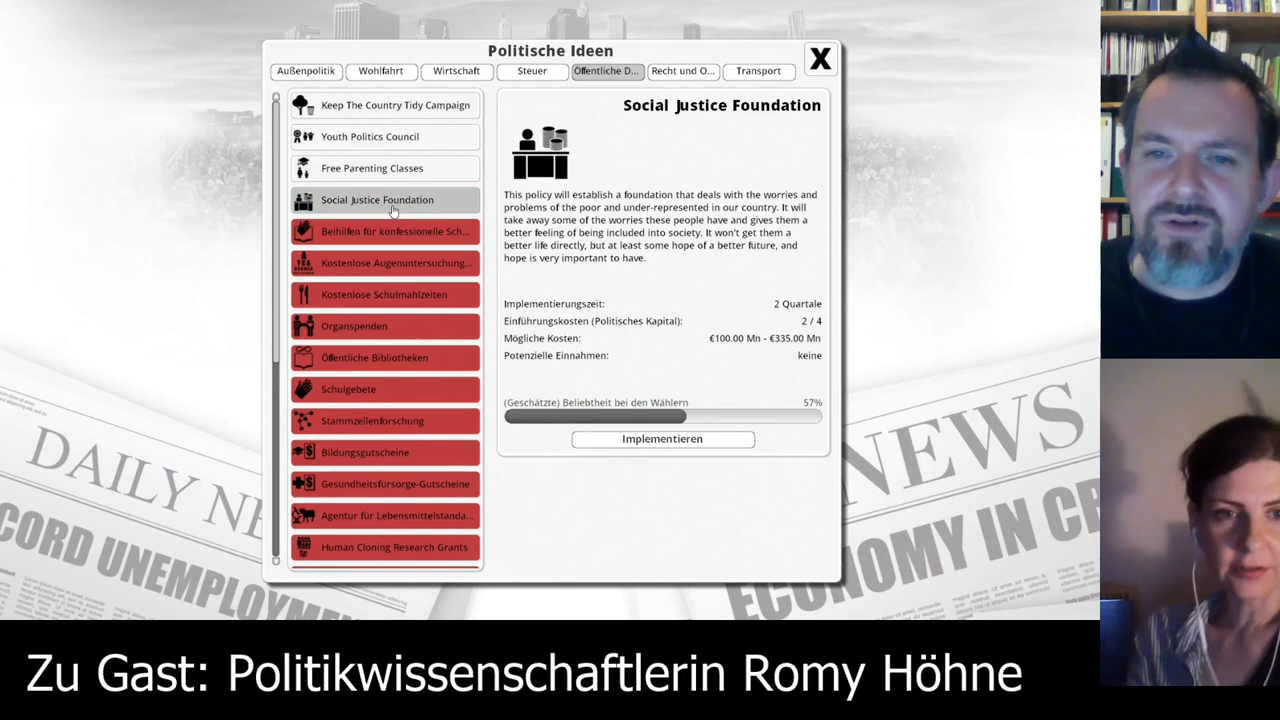 Politische Ideen
X
Außenpolitik
Wohlfahrt
Wirtschaft
Steuer
Öffentliche D...
Recht und O...
Transport
Keep The Country Tidy Campaign
Youth Politics Council
Free Parenting Classes
Social Justice Foundation
Beihilfen für konfessionelle Sch...
Kostenlose Augenuntersuchung...
Kostenlose Schulmahlzeiten
Organspenden
Öffentliche Bibliotheken
Schulgebete
Stammzellenforschung
Bildungsgutscheine
Gesundheitsfürsorge-Gutscheine
Agentur für Lebensmittelstanda...
Human Cloning Research Grants
Social Justice Foundation
This policy will establish a foundation that deals with the worries and
problems of the poor and under-represented in our country. It will
take away some of the worries these people have and gives them a
better feeling of being included into society. It won't get them a
better life directly, but at least some hope of a better future, and
hope is very important to have.
Implementierungszeit: 2 Quartale
Einführungskosten (Politisches Kapital): 2 / 4
Mögliche Kosten: €100.00 Mn - €335.00 Mn
Potenzielle Einnahmen: keine
(Geschätzte) Beliebtheit bei den Wählern 57%
Implementieren
DAILY NE
CORD UNEMPLOYM
NEWS
ECONOMY IN CR
Zu Gast: Politikwissenschaftlerin Romy Höhne